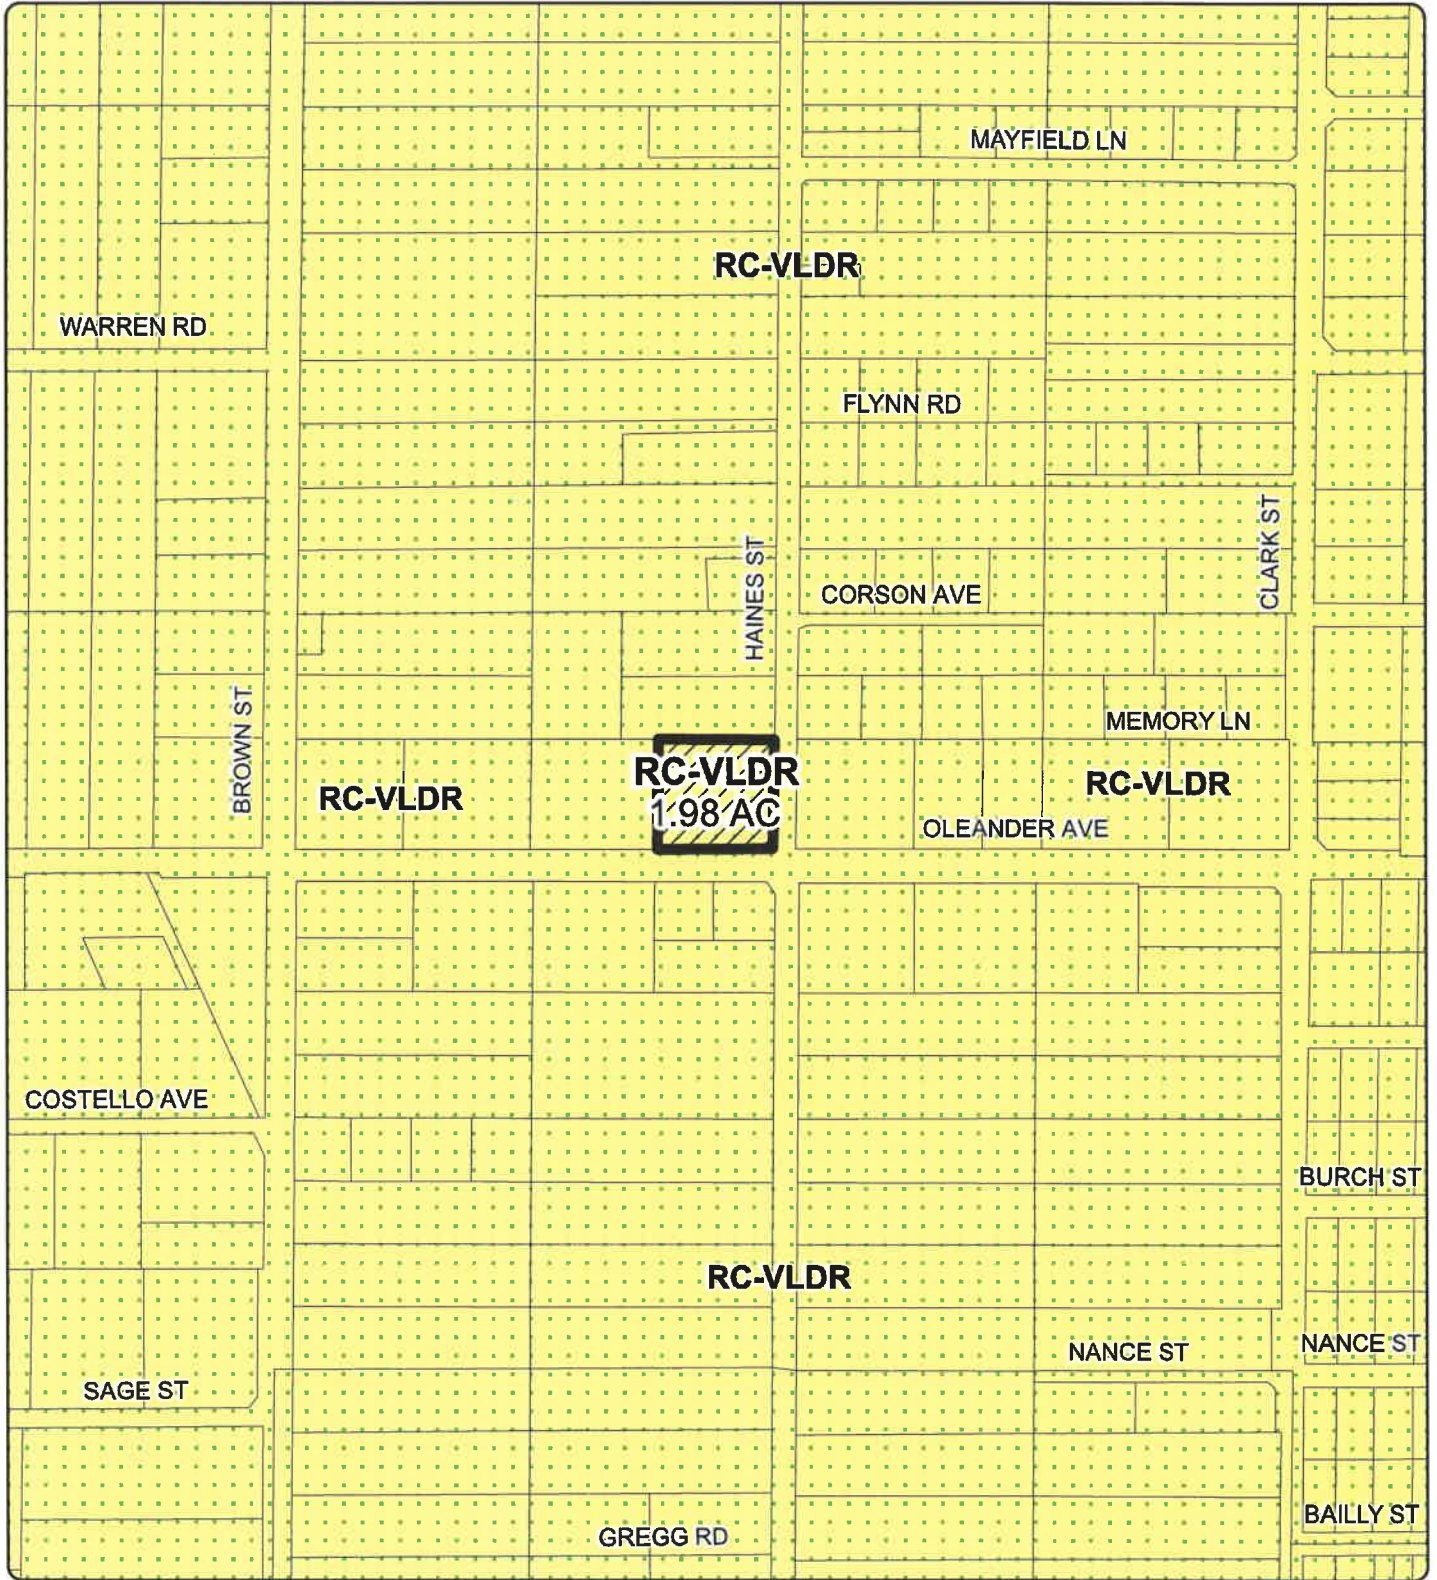 MAYFIELD LN
RC-VLDR
WARREN RD
FLYNN RD
CLARK ST
HAINES ST
CORSON AVE
BROWN ST
MEMORY LN
RC-VLDR
1.98 AC
RC-VLDR
RC-VLDR
OLEANDER AVE
COSTELLO AVE
BURCH ST
RC-VLDR
NANCE ST
NANCE ST
SAGE ST
BAILLY ST
GREGG RD